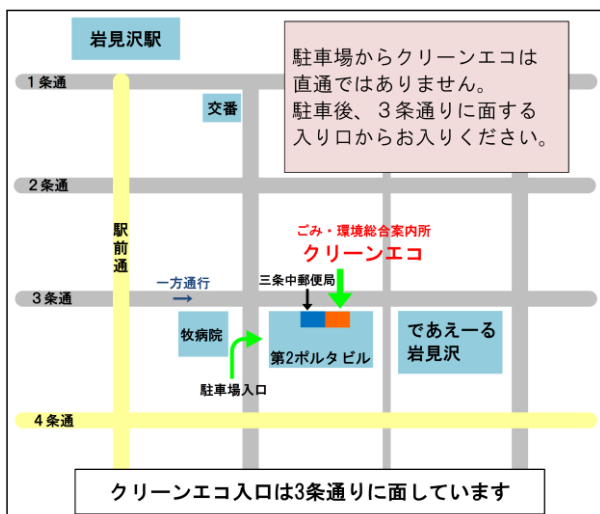 岩見沢駅
駐車場からクリーンエコは
直通ではありません。
駐車後、３条通りに面する
入り口からお入りください。
１条通
交番
２条通
駅前通
ごみ・環境総合案内所
クリーンエコ
一方通行
三条中郵便局
３条通
牧病院
第2ポルタビル
であえーる
岩見沢
駐車場入口
４条通
クリーンエコ入口は3条通りに面しています